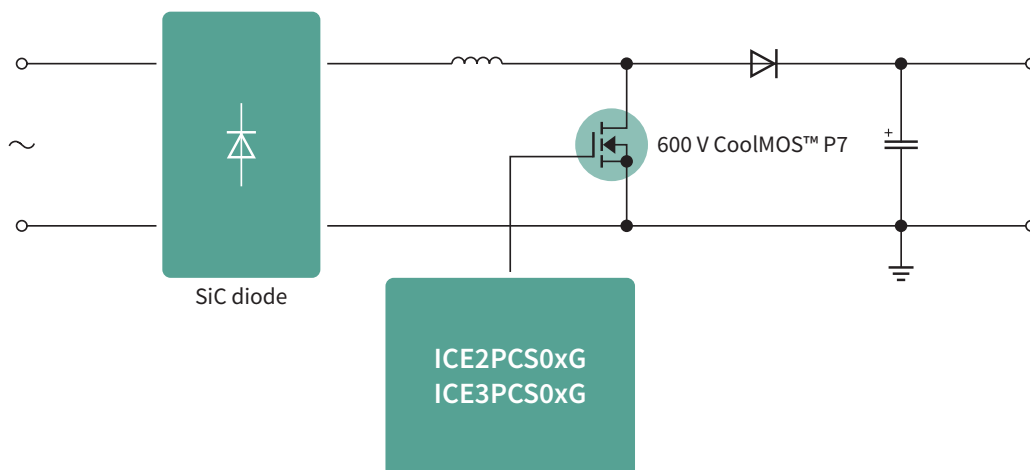 600 V CoolMOS™ P7
+
SiC diode
ICE2PCS0xG
ICE3PCS0xG